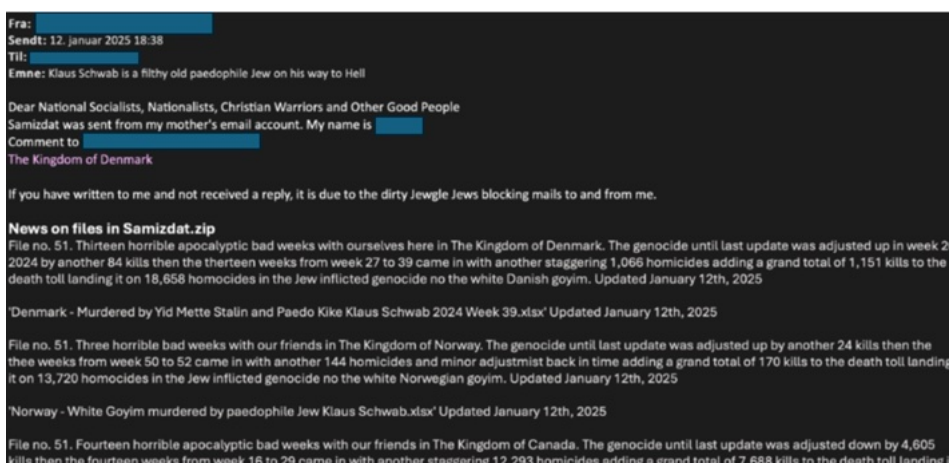 Fra:
Sendt: 12. januar 2025 18:38
Til:
Emne: Klaus Schwab is a filthy old paedophile Jew on his way to Hell
Dear National Socialists, Nationalists, Christian Warriors and Other Good People
Samizdat was sent from my mother's email account. My name is
Comment to
The Kingdom of Denmark
If you have written to me and not received a reply, it is due to the dirty Jewgle Jews blocking mails to and from me.
News on files in Samizdat.zip
File no. 51. Thirteen horrible apocalyptic bad weeks with ourselves here in The Kingdom of Denmark. The genocide until last update was adjusted up in week
2024 by another 84 kills then the therteen weeks from week 27 to 39 came in with another staggering 1,066 homicides adding a grand total of 1,151 kills to the
death toll landing it on 18,658 homocides in the Jew inflicted genocide no the white Danish goyim. Updated January 12th, 2025
'Denmark - Murdered by Yid Mette Stalin and Paedo Kike Klaus Schwab 2024 Week 39.xlsx' Updated January 12th, 2025
File no. 51. Three horrible bad weeks with our friends in The Kingdom of Norway. The genocide until last update was adjusted up by another 24 kills then the
thee weeks from week 50 to 52 came in with another 144 homicides and minor adjustmist back in time adding a grand total of 170 kills to the death toll landing
it on 13,720 homocides in the Jew inflicted genocide no the white Norwegian goyim. Updated January 12th, 2025
'Norway - White Goyim murdered by paedophile Jew Klaus Schwab.xlsx' Updated January 12th, 2025
File no. 51. Fourteen horrible apocalyptic bad weeks with our friends in The Kingdom of Canada. The genocide until last update was adjusted down by 4,605
kills then the fourteen weeks from week 16 to 29 came in with another staggering 12,293 homicides adding a grand total of 7,688 kills to the death toll landing